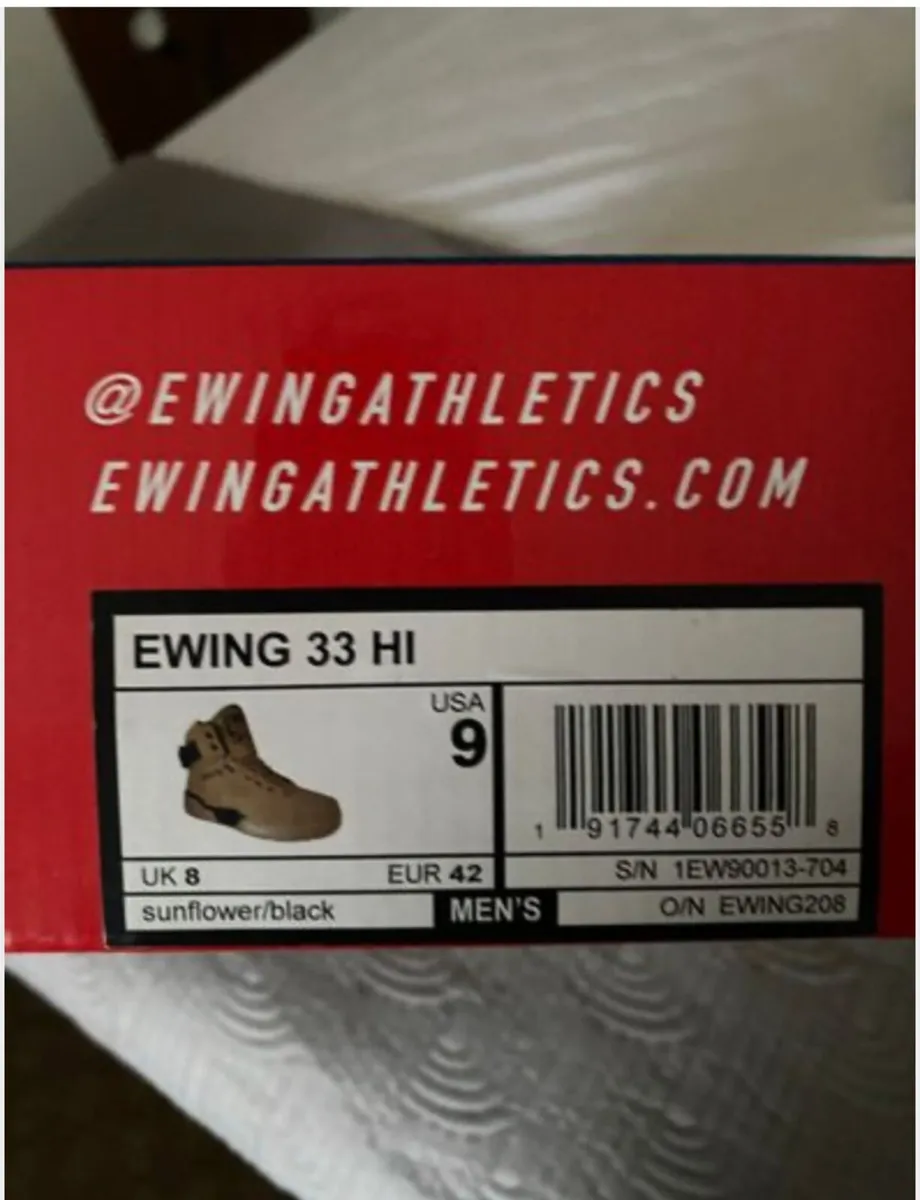 @EWINGATHLETICS
EWINGATHLETICS.COM
EWING 33 HI
USA
9
UK 8 EUR 42
sunflower/black
MEN'S
1 91744 06655 8
S/N 1EW90013-704
O/N EWING208